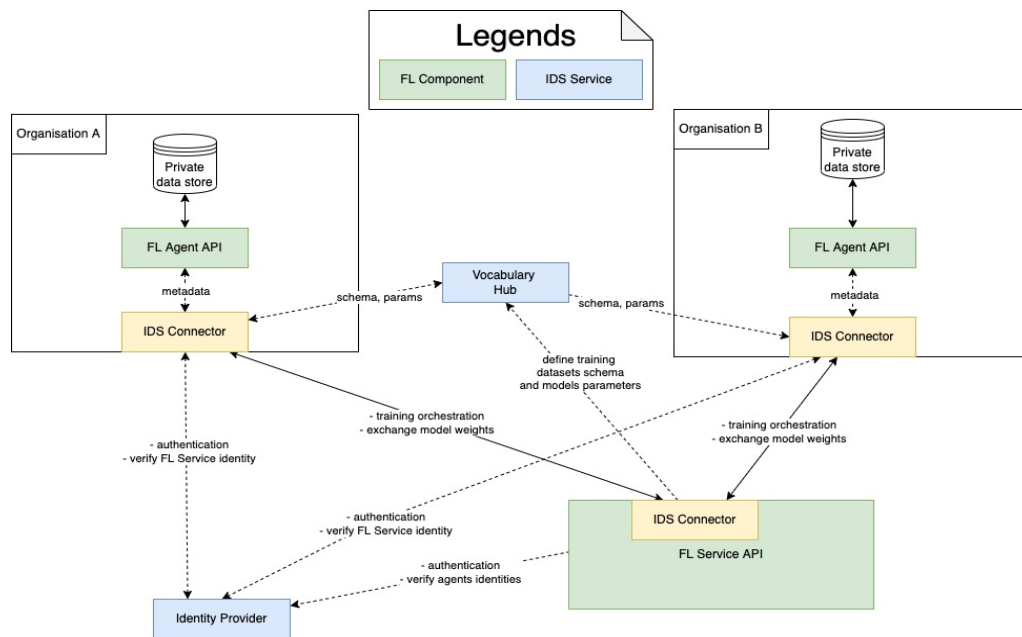 Legends
FL Component
IDS Service
Organisation A
Private
data store
FL Agent API
metadata
IDS Connector
Organisation B
Private
data store
FL Agent API
metadata
IDS Connector
Vocabulary
Hub
schema, params
schema, params
define training
datasets schema
and models parameters
- training orchestration
- exchange model weights
- training orchestration
- exchange model weights
- authentication
- verify FL Service identity
- authentication
- verify FL Service identity
IDS Connector
FL Service API
- authentication
- verify agents identities
Identity Provider